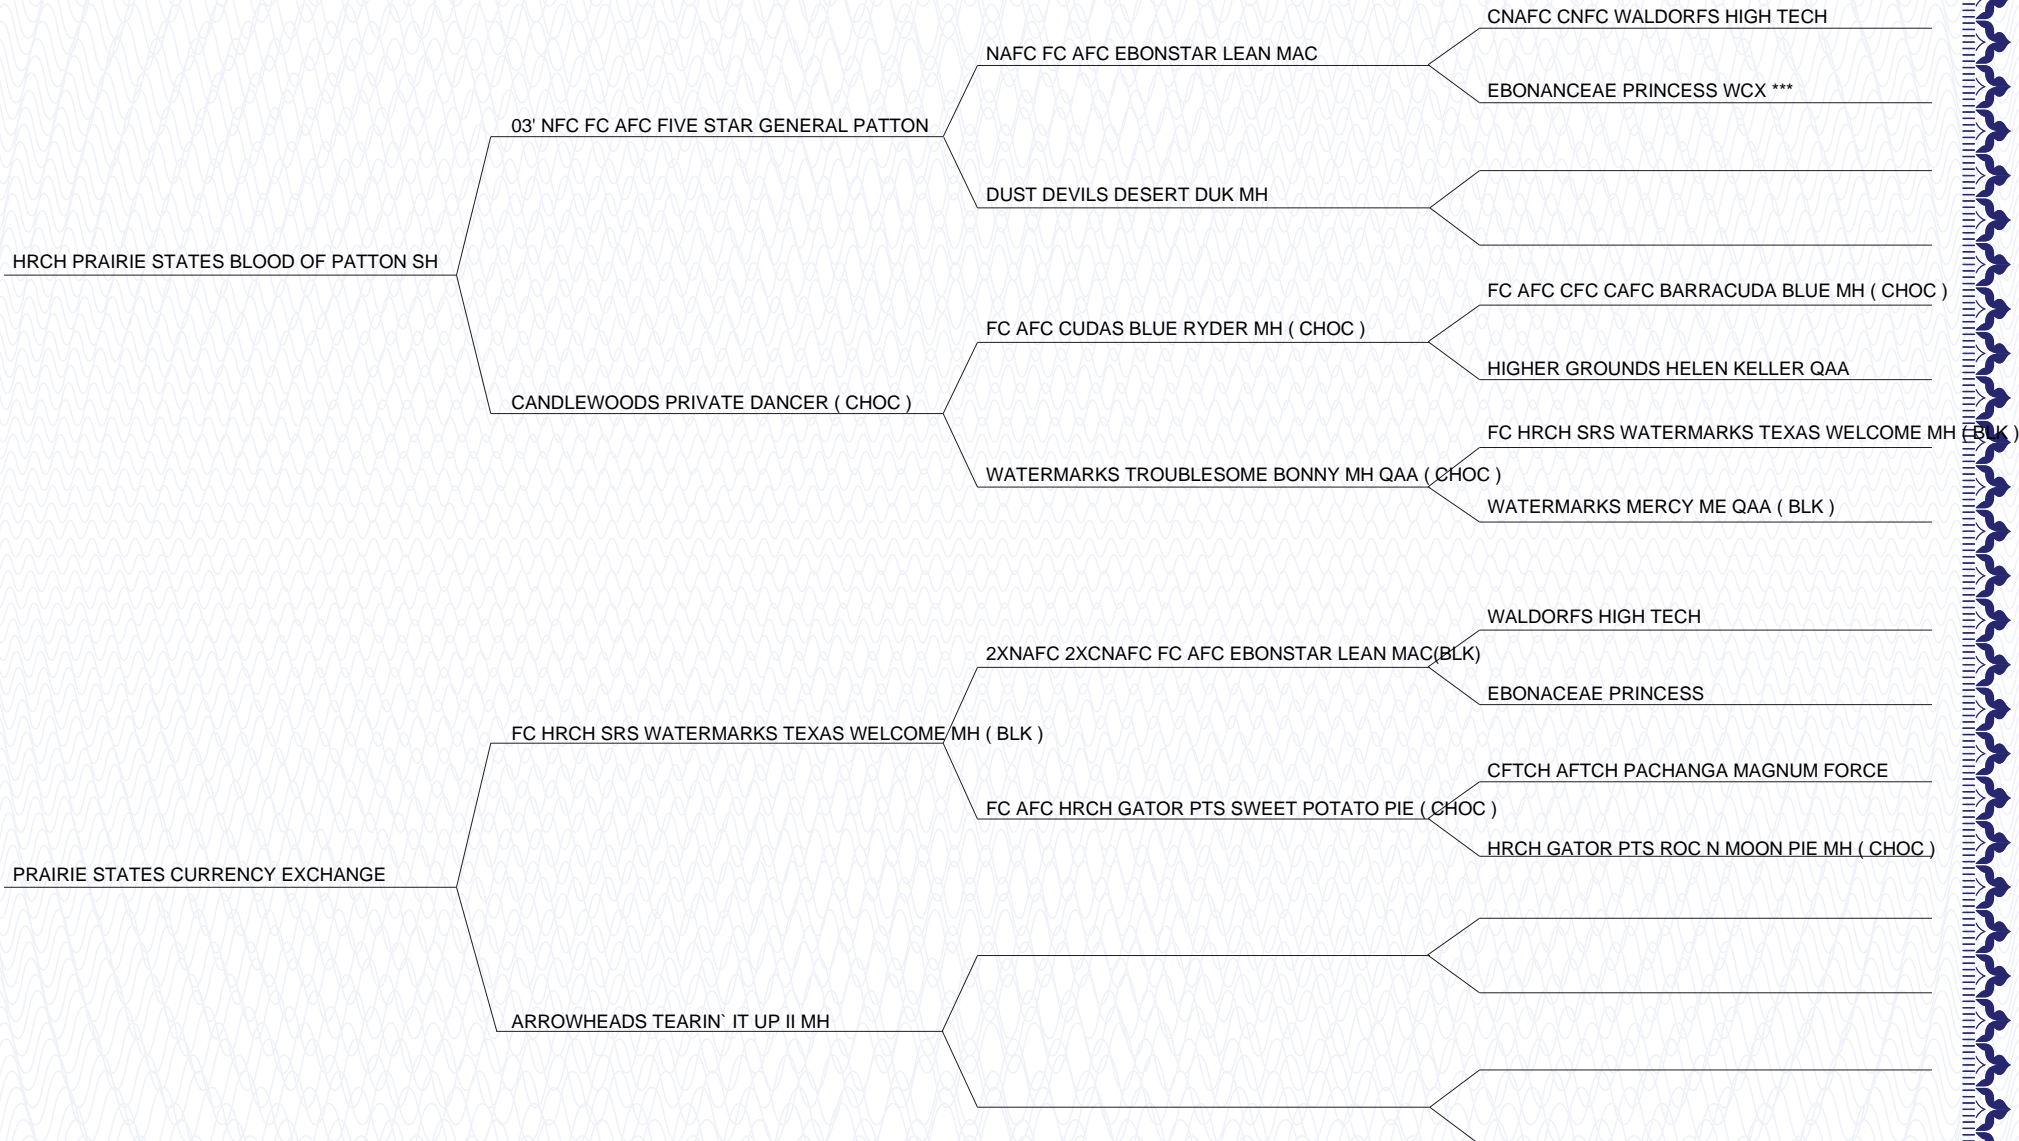 CNAFC CNFC WALDORFS HIGH TECH
NAFC FC AFC EBONSTAR LEAN MAC
EBONANCEAE PRINCESS WCX ***
03' NFC FC AFC FIVE STAR GENERAL PATTON
DUST DEVILS DESERT DUK MH
HRCH PRAIRIE STATES BLOOD OF PATTON SH
FC AFC CFC CAFC BARRACUDA BLUE MH ( CHOC )
FC AFC CUDAS BLUE RYDER MH ( CHOC )
HIGHER GROUNDS HELEN KELLER QAA
CANDLEWOODS PRIVATE DANCER ( CHOC )
FC HRCH SRS WATERMARKS TEXAS WELCOME MH ( BLK )
WATERMARKS TROUBLESOME BONNY MH QAA ( CHOC )
WATERMARKS MERCY ME QAA ( BLK )
WALDORFS HIGH TECH
2XNAFC 2XCNAFC FC AFC EBONSTAR LEAN MAC(BLK)
EBONACEAE PRINCESS
FC HRCH SRS WATERMARKS TEXAS WELCOME MH ( BLK )
CFTCH AFTCH PACHANGA MAGNUM FORCE
FC AFC HRCH GATOR PTS SWEET POTATO PIE ( CHOC )
HRCH GATOR PTS ROC N MOON PIE MH ( CHOC )
PRAIRIE STATES CURRENCY EXCHANGE
ARROWHEADS TEARIN` IT UP II MH